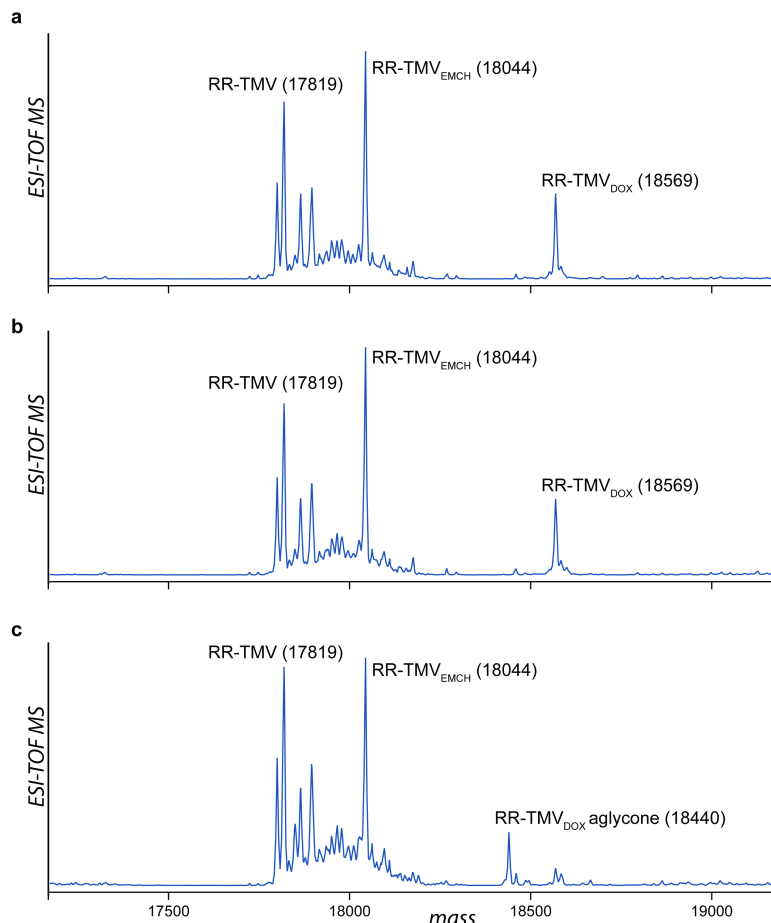 a
ESI-TOF MS
RR-TMV (17819)
RR-TMVEMCH (18044)
RR-TMVDOX (18569)
b
ESI-TOF MS
RR-TMV (17819)
RR-TMVEMCH (18044)
RR-TMVDOX (18569)
c
ESI-TOF MS
RR-TMV (17819)
RR-TMVEMCH (18044)
RR-TMVDOX aglycone (18440)
17500 18000 18500 19000
mass